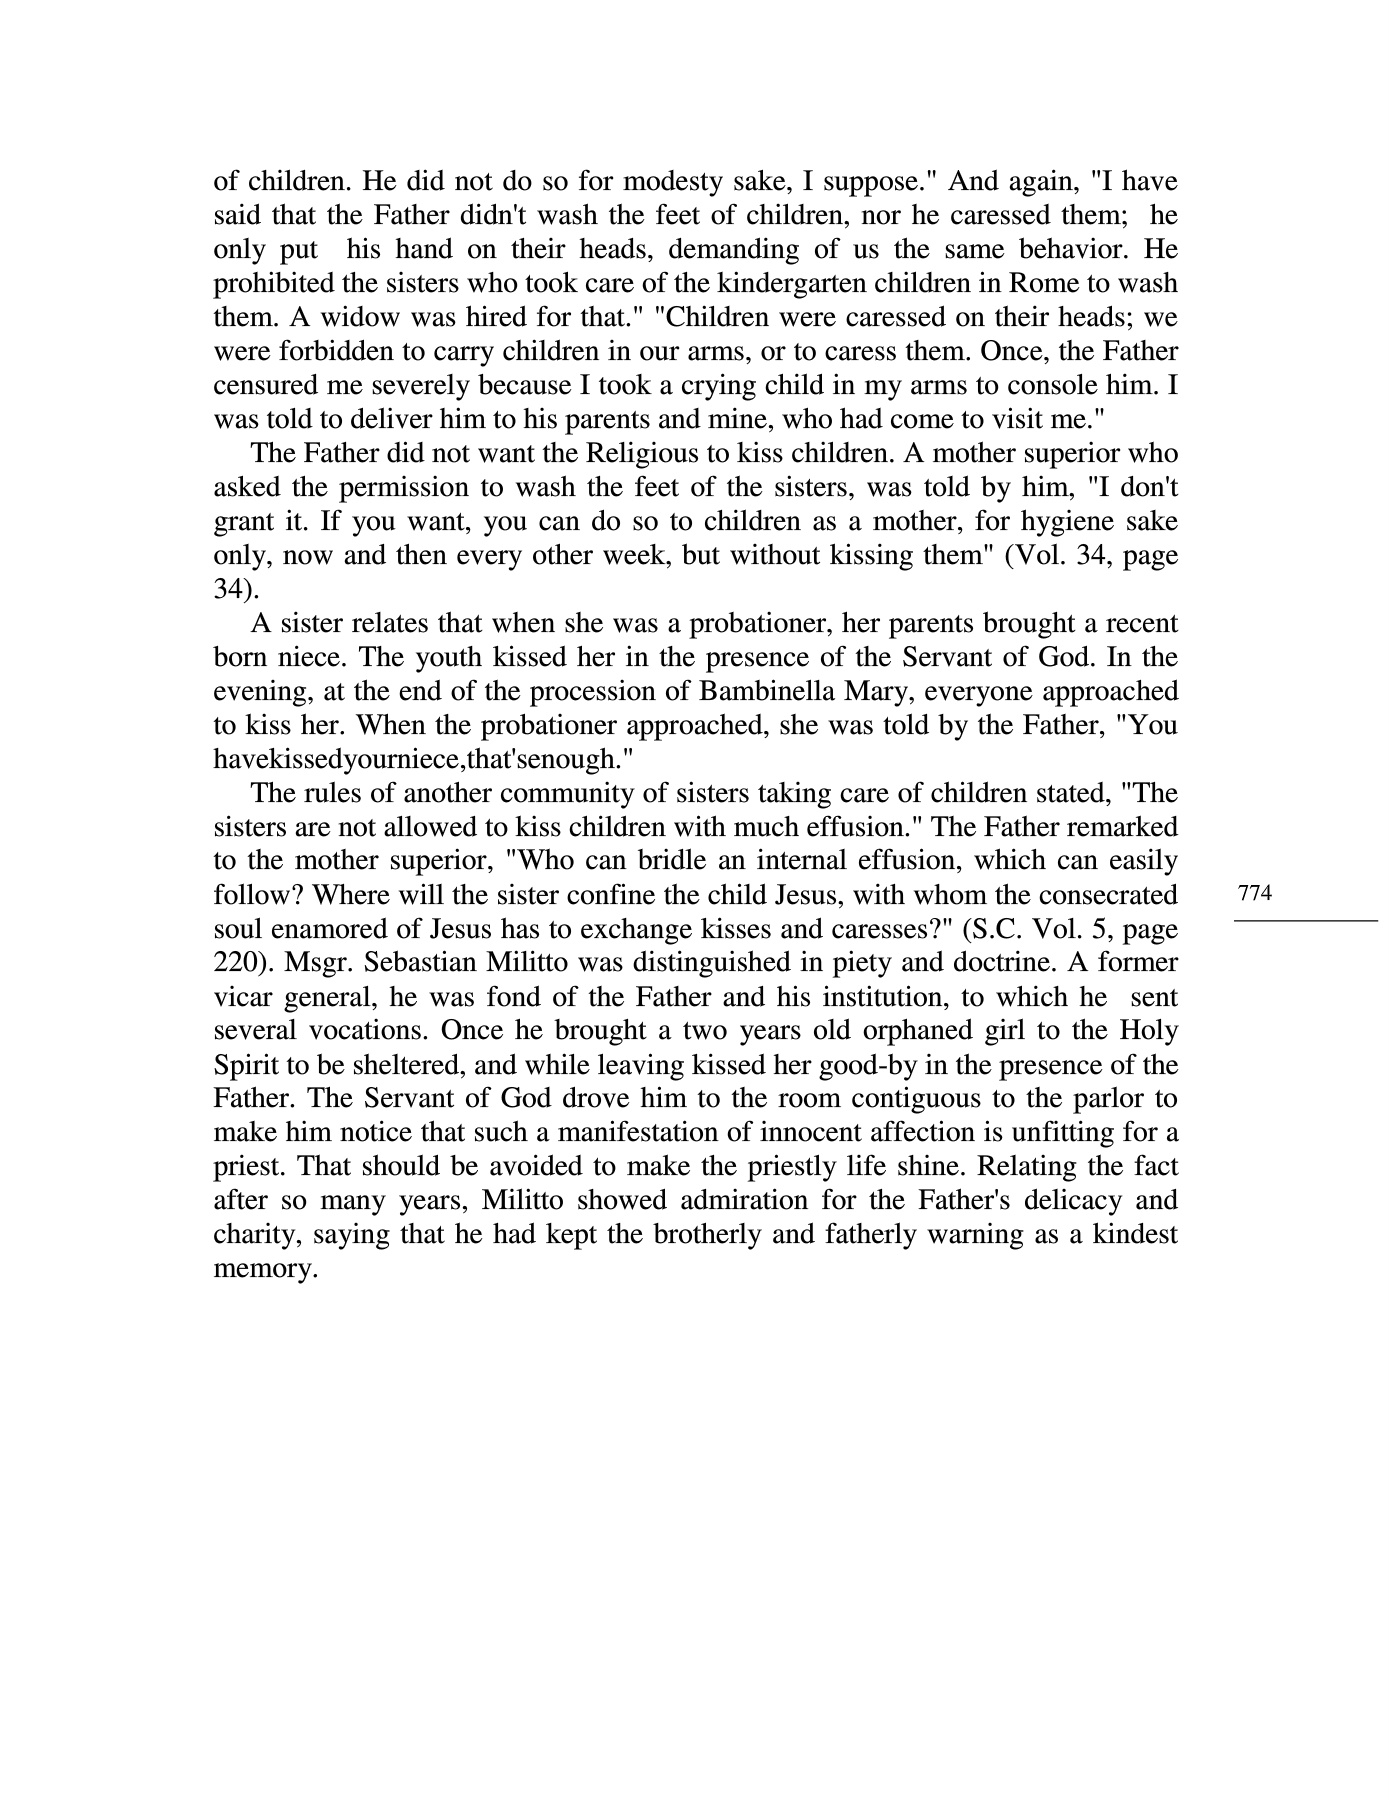 of children. He did not do so for modesty sake, I suppose." And again, "I have
said that the Father didn't wash the feet of children, nor he caressed them; he
only put his hand on their heads, demanding of us the same behavior. He
prohibited the sisters who took care of the kindergarten children in Rome to wash
them. A widow was hired for that." "Children were caressed on their heads; we
were forbidden to carry children in our arms, or to caress them. Once, the Father
censured me severely because I took a crying child in my arms to console him. I
was told to deliver him to his parents and mine, who had come to visit me."
The Father did not want the Religious to kiss children. A mother superior who
asked the permission to wash the feet of the sisters, was told by him, "I don't
grant it. If you want, you can do so to children as a mother, for hygiene sake
only, now and then every other week, but without kissing them" (Vol. 34, page
34).
A sister relates that when she was a probationer, her parents brought a recent
born niece. The youth kissed her in the presence of the Servant of God. In the
evening, at the end of the procession of Bambinella Mary, everyone approached
to kiss her. When the probationer approached, she was told by the Father, "You
havekissedyourniece,that'senough."
The rules of another community of sisters taking care of children stated, "The
sisters are not allowed to kiss children with much effusion." The Father remarked
to the mother superior, "Who can bridle an internal effusion, which can easily
follow? Where will the sister confine the child Jesus, with whom the consecrated
soul enamored of Jesus has to exchange kisses and caresses?" (S.C. Vol. 5, page
220). Msgr. Sebastian Militto was distinguished in piety and doctrine. A former
vicar general, he was fond of the Father and his institution, to which he sent
several vocations. Once he brought a two years old orphaned girl to the Holy
Spirit to be sheltered, and while leaving kissed her good-by in the presence of the
Father. The Servant of God drove him to the room contiguous to the parlor to
make him notice that such a manifestation of innocent affection is unfitting for a
priest. That should be avoided to make the priestly life shine. Relating the fact
after so many years, Militto showed admiration for the Father's delicacy and
charity, saying that he had kept the brotherly and fatherly warning as a kindest
memory.
774